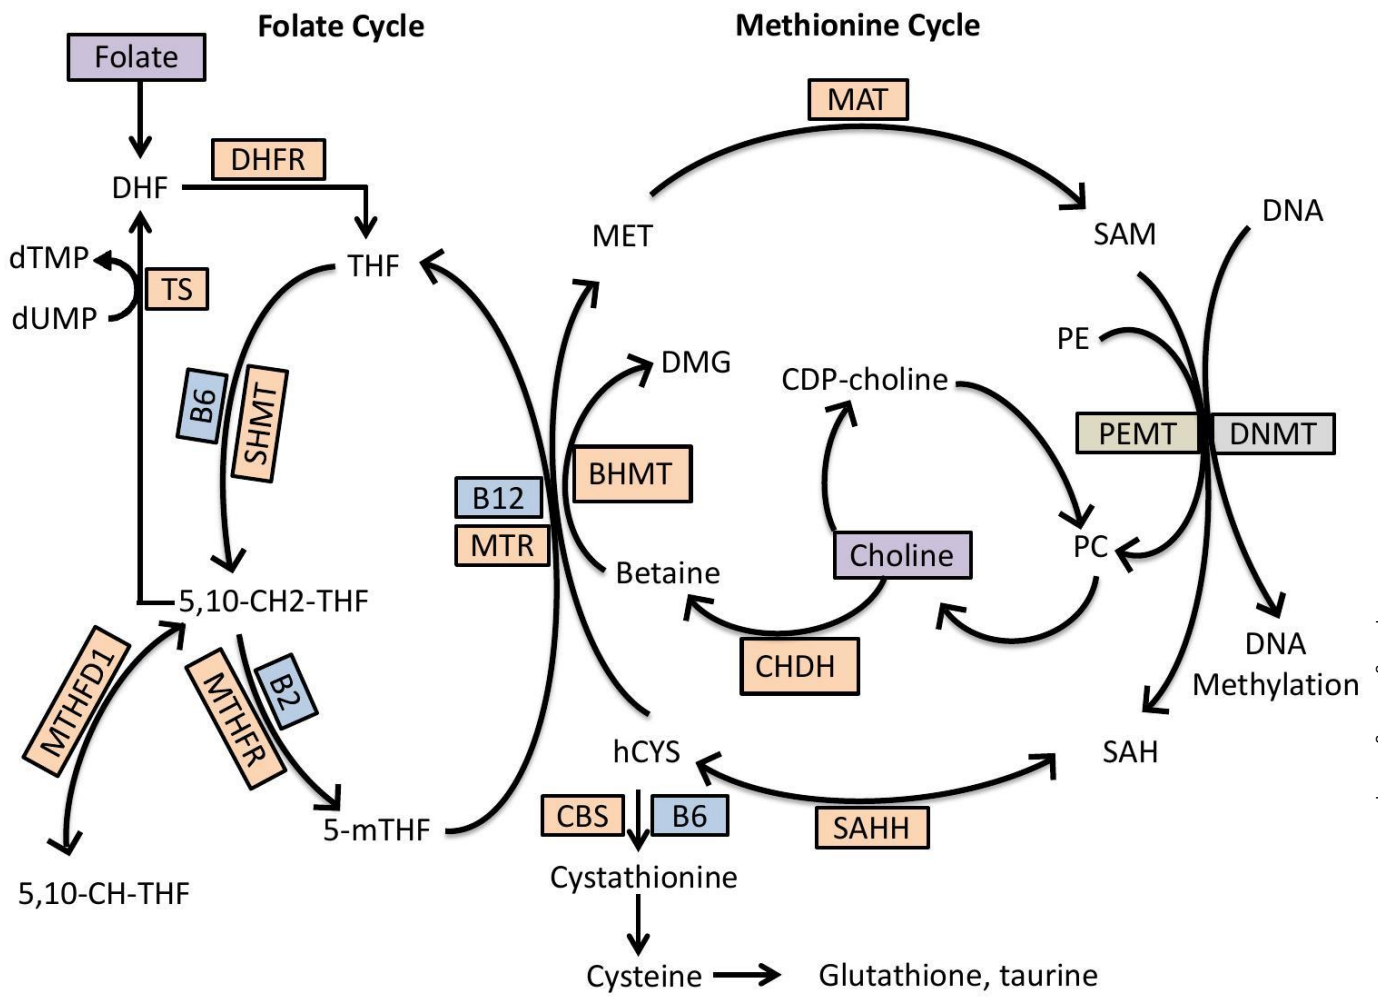 Folate Cycle
Methionine Cycle
Folate
MAT
DHFR
DHF
DNA
MET
SAM
dTMP
THF
TS
dUMP
PE
DMG
CDP-choline
B6
SHMT
PEMT
DNMT
BHMT
B12
MTR
PC
Choline
Betaine
5,10-CH2-THF
DNA
Methylation
CHDH
MTHFD1
MTHFR
B2
hCYS
SAH
CBS
B6
SAHH
5-mTHF
Cystathionine
5,10-CH-THF
Cysteine
Glutathione, taurine